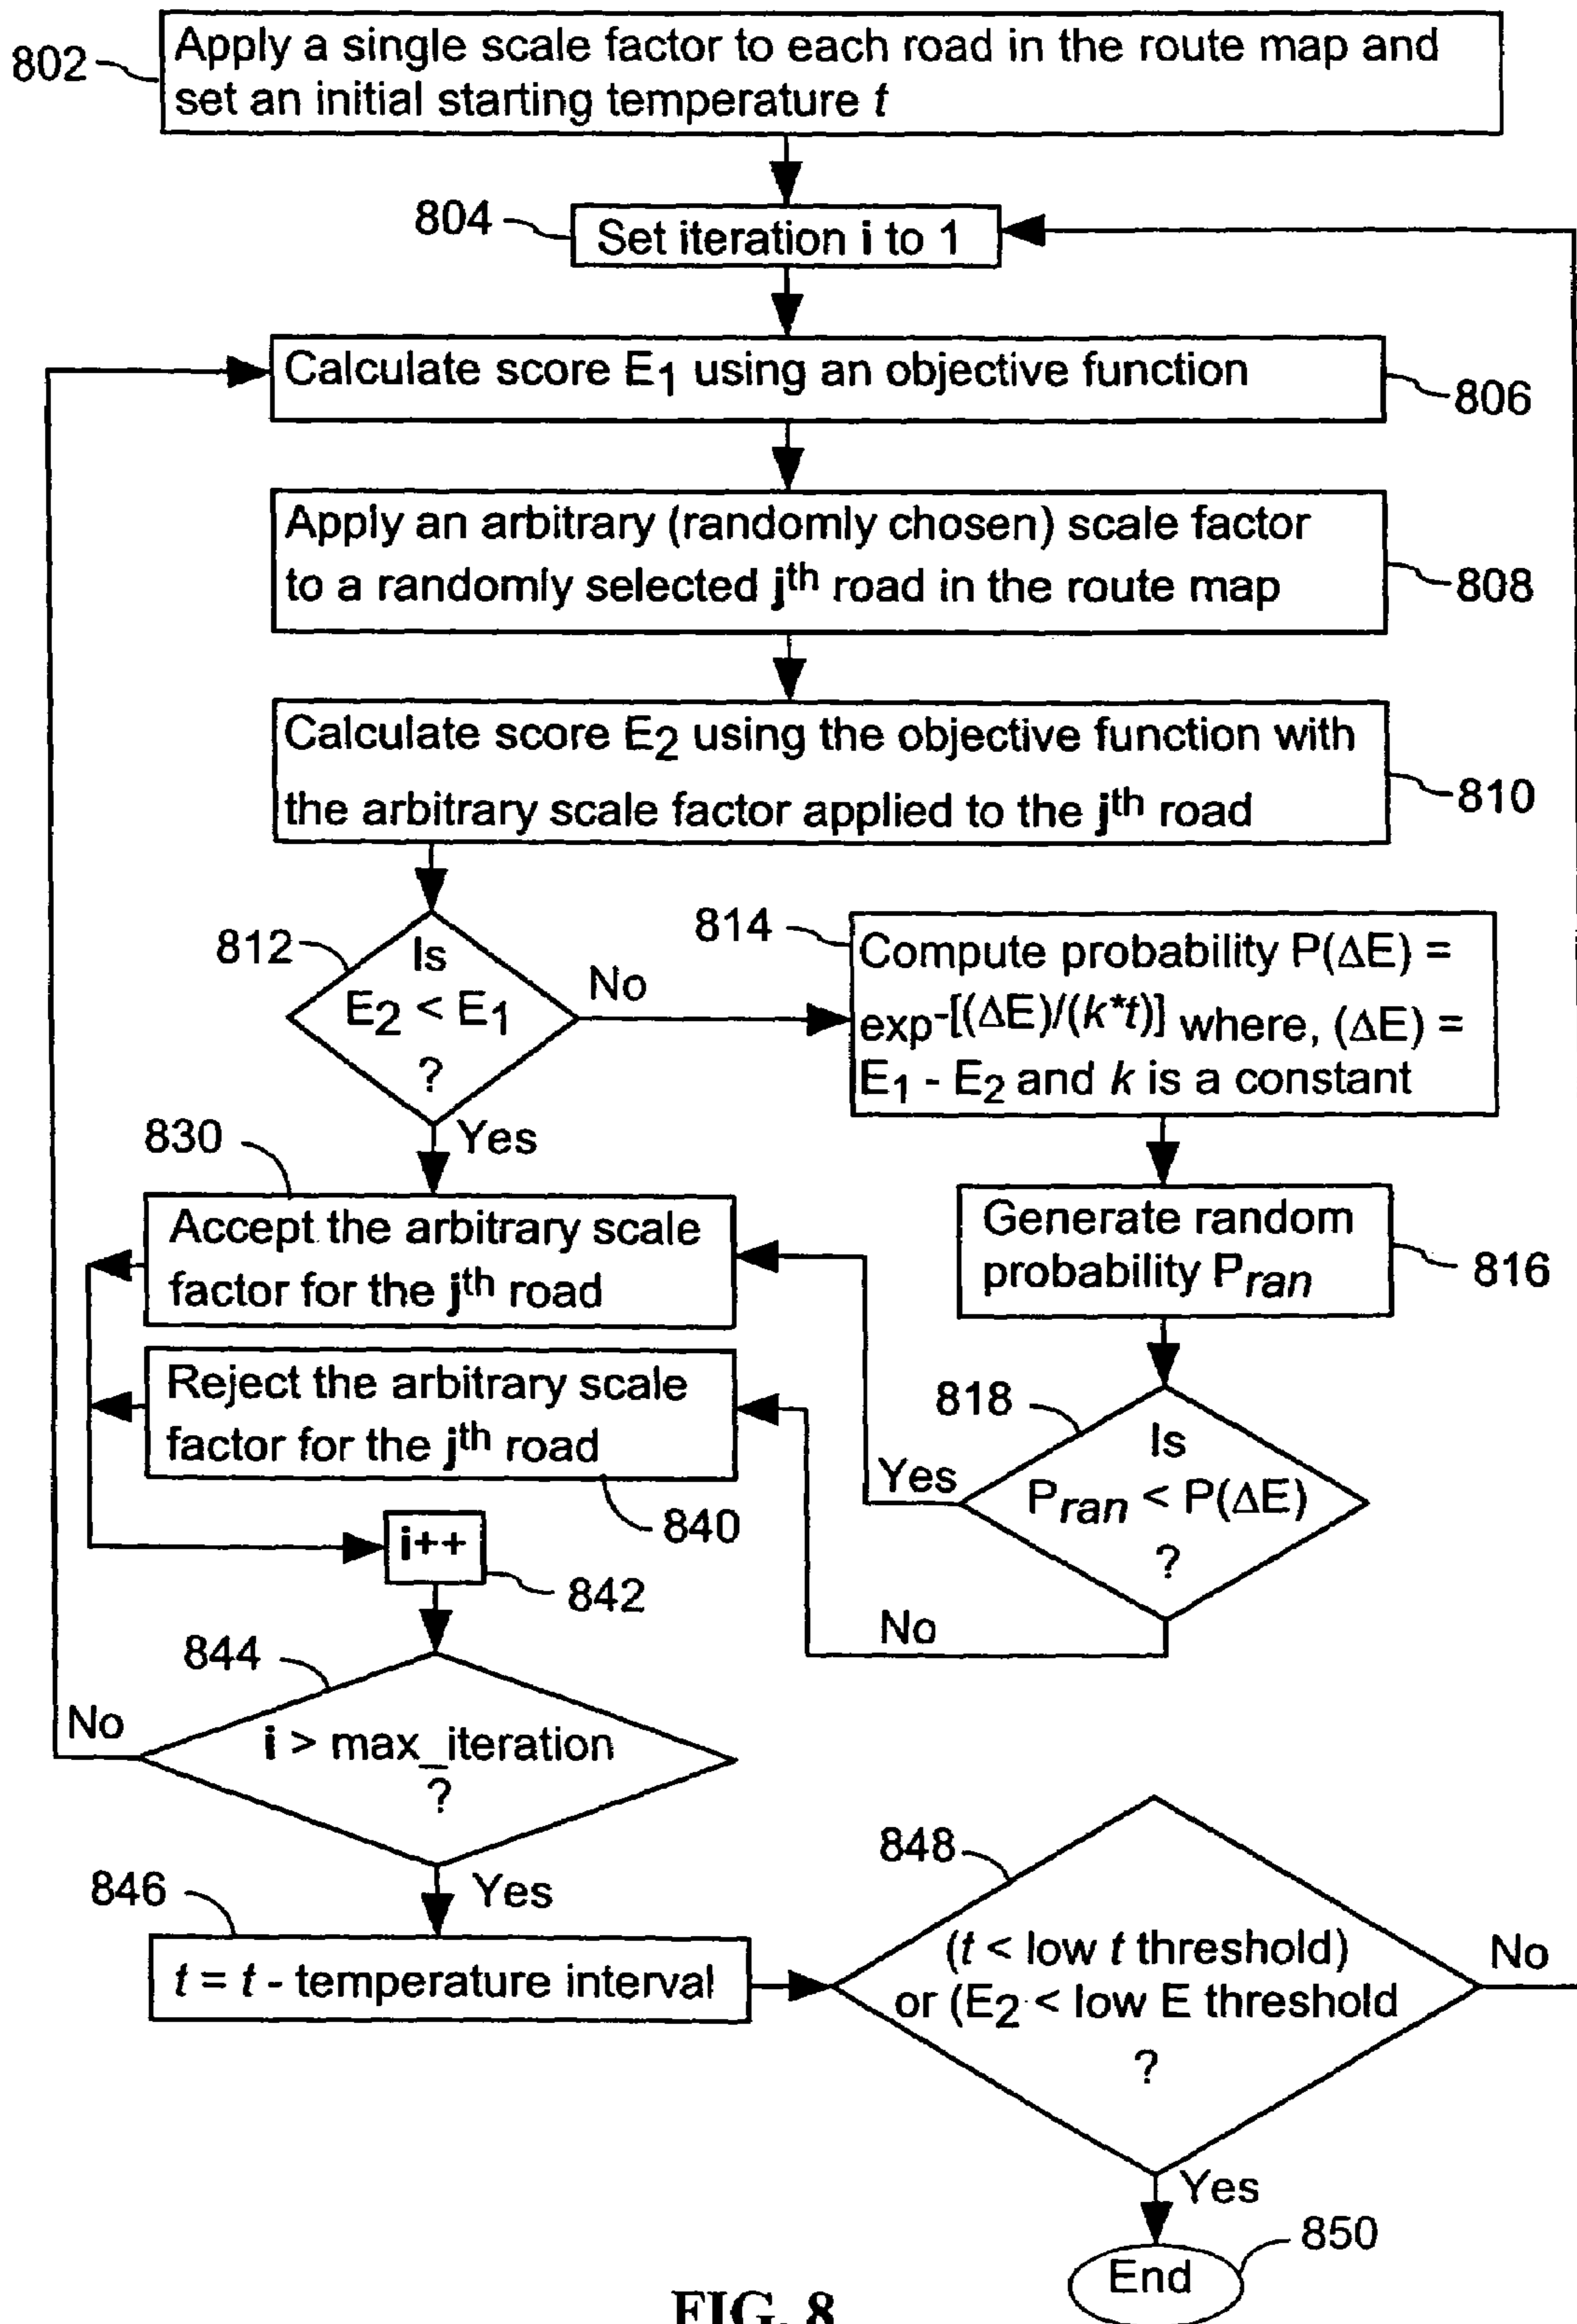 802
Apply a single scale factor to each road in the route map and
set an initial starting temperature t
804
Set iteration i to 1
Calculate score E1 using an objective function
806
Apply an arbitrary (randomly chosen) scale factor
to a randomly selected jth road in the route map
808
Calculate score E2 using the objective function with
the arbitrary scale factor applied to the jth road
810
812
Is
E2 < E1
?
No
Yes
814
Compute probability P(ΔE) =
exp-[(ΔE)/(k*t)] where, (ΔE) =
E1 - E2 and k is a constant
Generate random
probability Pran
816
818
Is
Pran < P(ΔE)
?
Yes
No
830
Accept the arbitrary scale
factor for the jth road
Reject the arbitrary scale
factor for the jth road
840
i++
842
844
i > max_iteration
?
No
Yes
846
t = t - temperature interval
848
(t < low t threshold)
or (E2 < low E threshold
?
No
Yes
End
850
FIG. 8